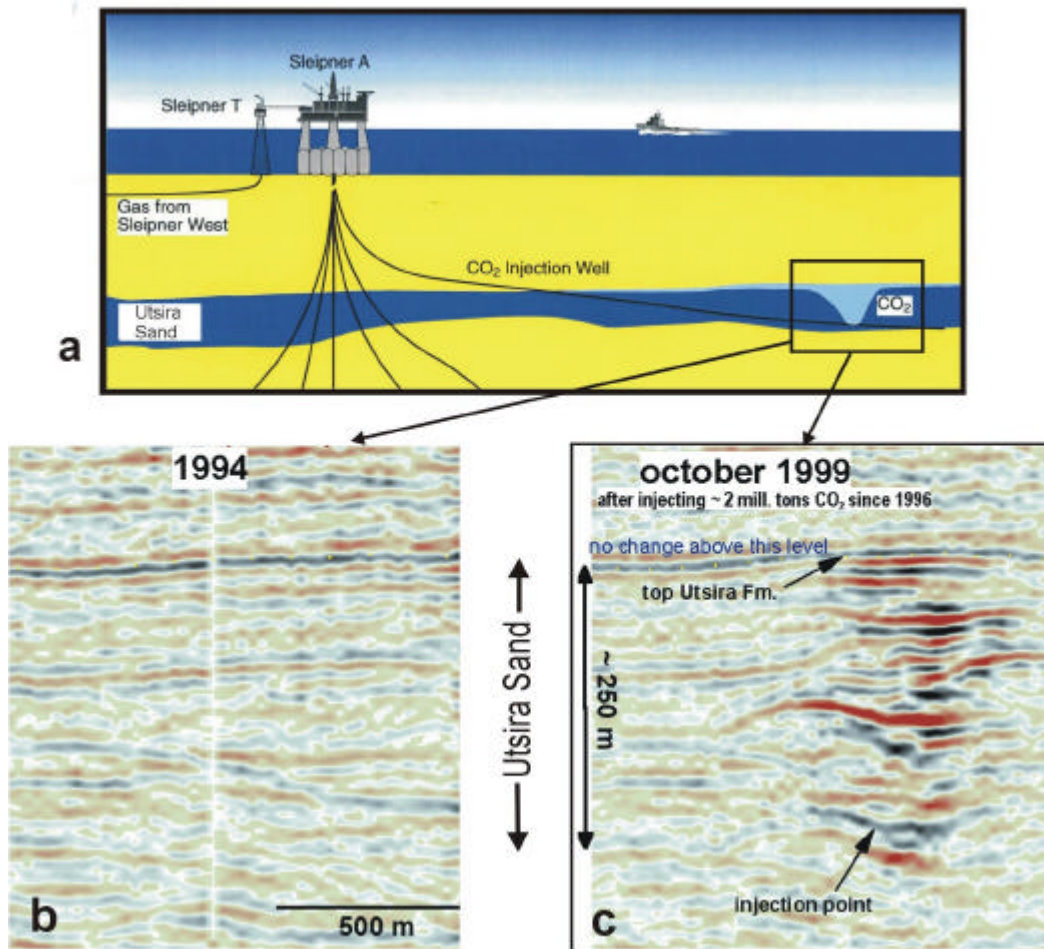 Sleipner A
Sleipner T
Gas from
Sleipner West
CO₂ Injection Well
Utsira
Sand
CO₂
a
1994
october 1999
after injecting ~ 2 mill. tons CO₂ since 1996
no change above this level
top Utsira Fm.
Utsira Sand
~ 250 m
injection point
500 m
b
c